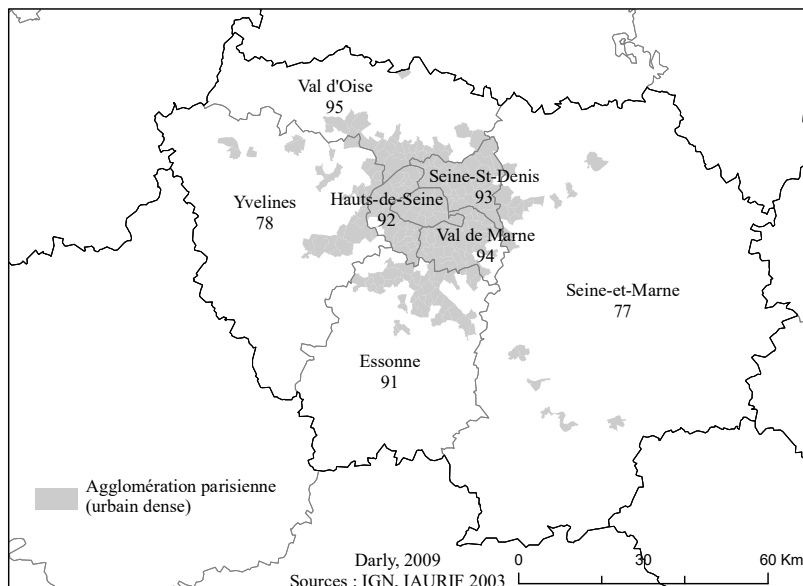 Val d'Oise
95
Seine-St-Denis
93
Yvelines
78
Hauts-de-Seine
92
Val de Marne
94
Seine-et-Marne
77
Essonne
91
Agglomération parisienne
(urbain dense)
Darly, 2009
Sources : IGN, IAURIF 2003
0 30 60 Km